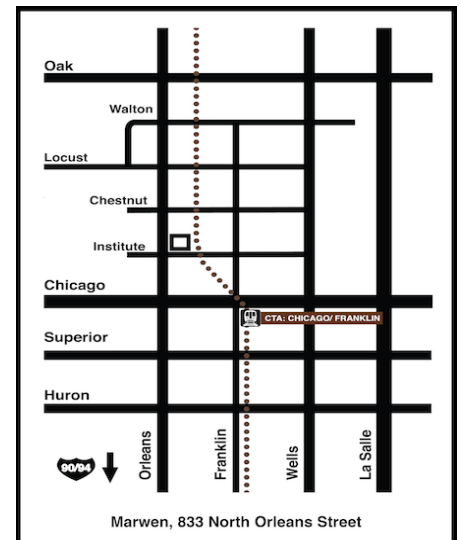 Oak
Walton
Locust
Chestnut
Institute
Chicago
CTA: CHICAGO/ FRANKLIN
Superior
Huron
Orleans
Franklin
Wells
La Salle
90/94
Marwen, 833 North Orleans Street